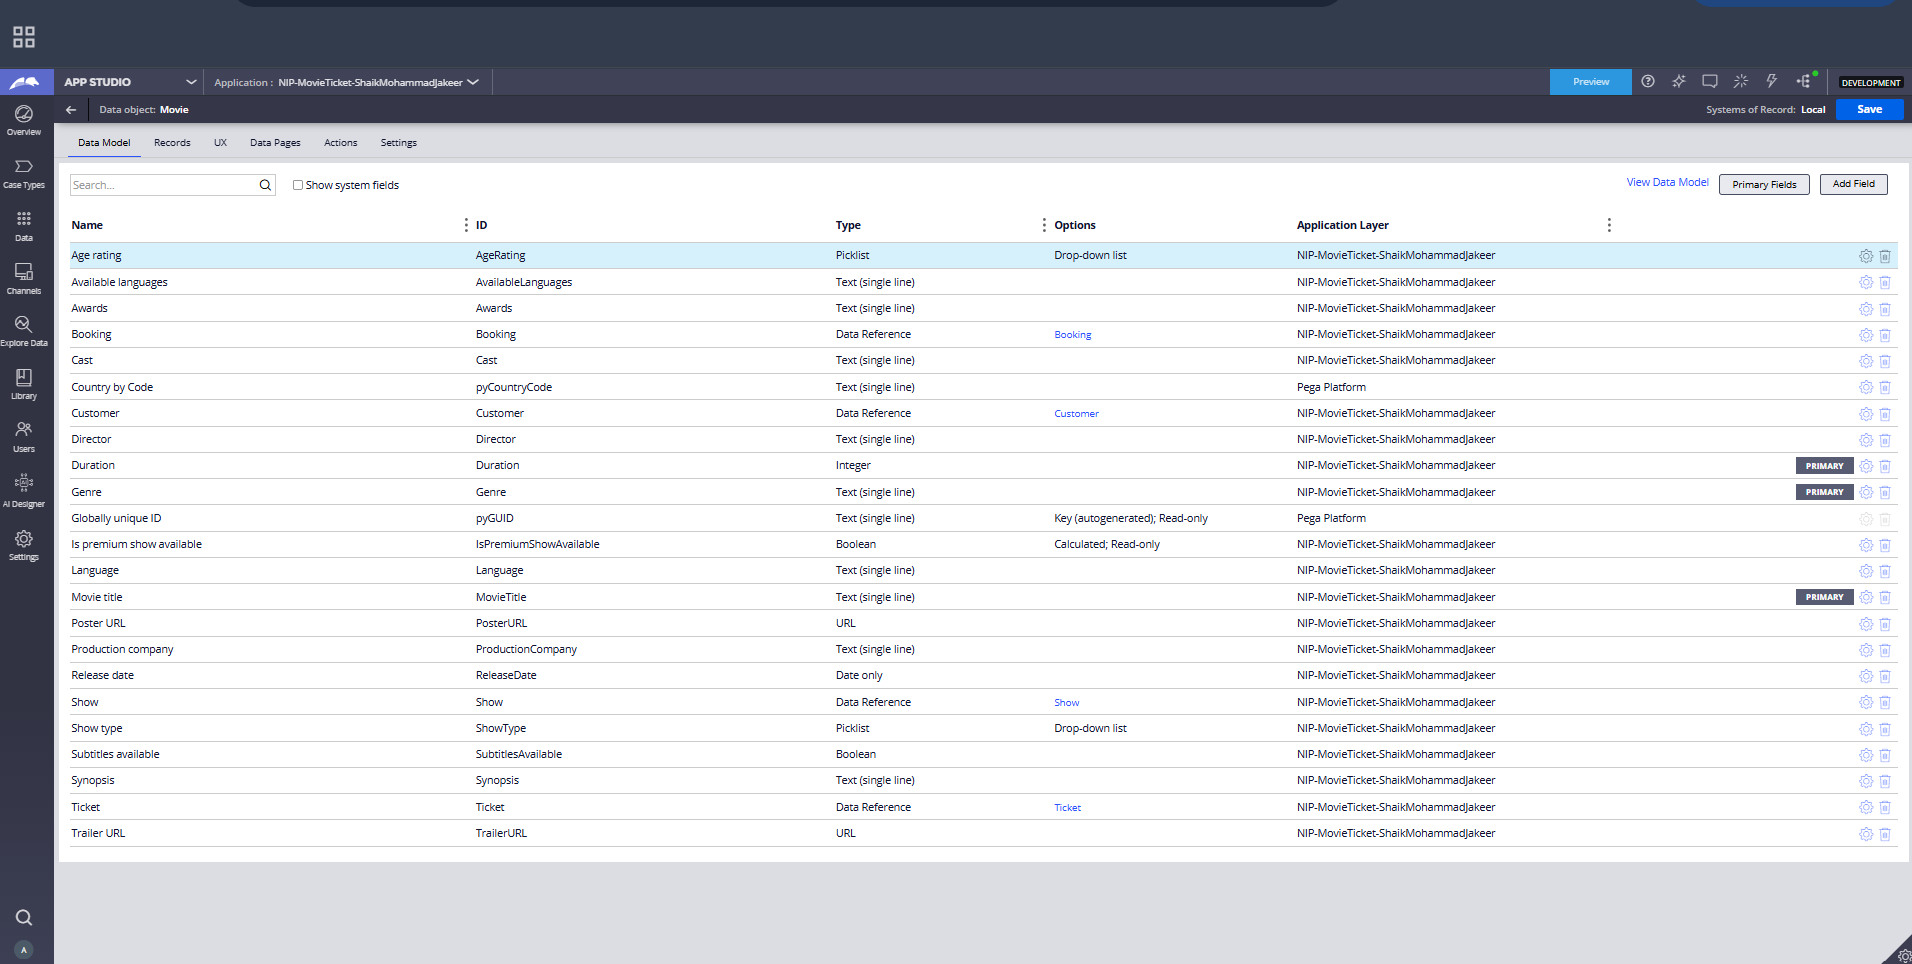 APP STUDIO
Application : NIP-MovieTicket-ShaikMohammadJakeer
Preview
DEVELOPMENT
Data object: Movie
Systems of Record: Local
Save
Overview
Case Types
Data
Channels
Explore Data
Library
Users
AI Designer
Settings
Data Model Records UX Data Pages Actions Settings
Search... Show system fields View Data Model Primary Fields Add Field
Name ID Type Options Application Layer
Age rating AgeRating Picklist Drop-down list NIP-MovieTicket-ShaikMohammadJakeer
Available languages AvailableLanguages Text (single line) NIP-MovieTicket-ShaikMohammadJakeer
Awards Awards Text (single line) NIP-MovieTicket-ShaikMohammadJakeer
Booking Booking Data Reference Booking NIP-MovieTicket-ShaikMohammadJakeer
Cast Cast Text (single line) NIP-MovieTicket-ShaikMohammadJakeer
Country by Code pyCountryCode Text (single line) Pega Platform
Customer Customer Data Reference Customer NIP-MovieTicket-ShaikMohammadJakeer
Director Director Text (single line) NIP-MovieTicket-ShaikMohammadJakeer
Duration Duration Integer NIP-MovieTicket-ShaikMohammadJakeer PRIMARY
Genre Genre Text (single line) NIP-MovieTicket-ShaikMohammadJakeer PRIMARY
Globally unique ID pyGUID Text (single line) Key (autogenerated); Read-only Pega Platform
Is premium show available IsPremiumShowAvailable Boolean Calculated; Read-only NIP-MovieTicket-ShaikMohammadJakeer
Language Language Text (single line) NIP-MovieTicket-ShaikMohammadJakeer
Movie title MovieTitle Text (single line) NIP-MovieTicket-ShaikMohammadJakeer PRIMARY
Poster URL PosterURL URL NIP-MovieTicket-ShaikMohammadJakeer
Production company ProductionCompany Text (single line) NIP-MovieTicket-ShaikMohammadJakeer
Release date ReleaseDate Date only NIP-MovieTicket-ShaikMohammadJakeer
Show Show Data Reference Show NIP-MovieTicket-ShaikMohammadJakeer
Show type ShowType Picklist Drop-down list NIP-MovieTicket-ShaikMohammadJakeer
Subtitles available SubtitlesAvailable Boolean NIP-MovieTicket-ShaikMohammadJakeer
Synopsis Synopsis Text (single line) NIP-MovieTicket-ShaikMohammadJakeer
Ticket Ticket Data Reference Ticket NIP-MovieTicket-ShaikMohammadJakeer
Trailer URL TrailerURL URL NIP-MovieTicket-ShaikMohammadJakeer
A